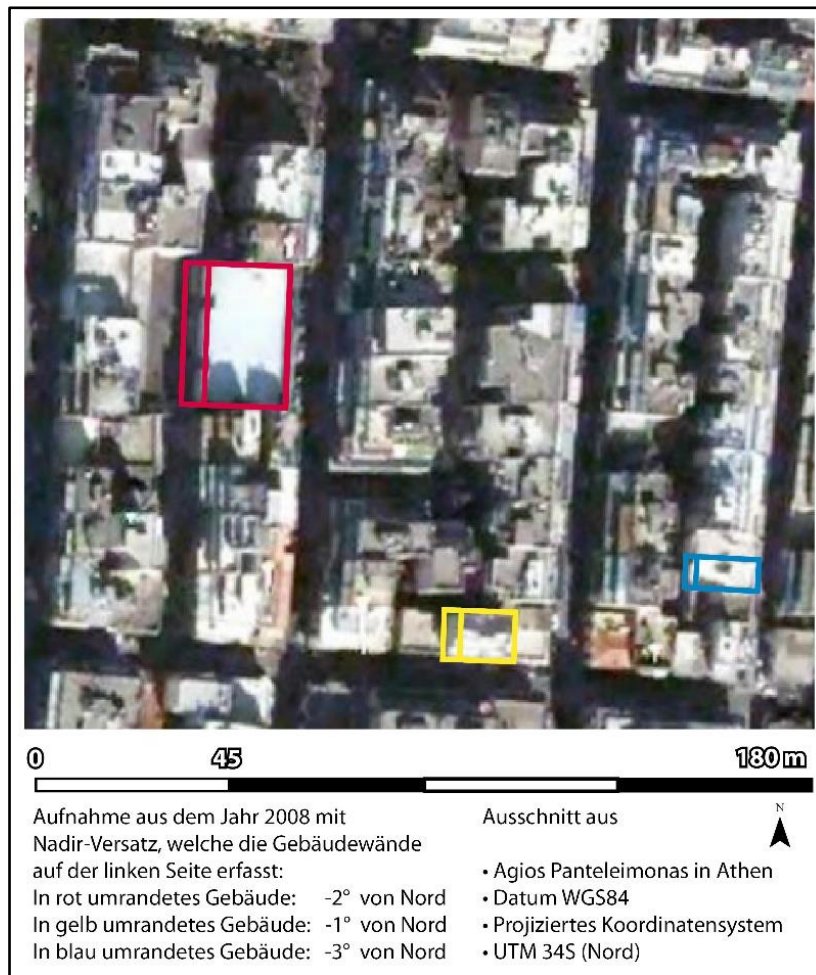 0 45 180 m
Aufnahme aus dem Jahr 2008 mit
Nadir-Versatz, welche die Gebäudewände
auf der linken Seite erfasst:
In rot umrandetes Gebäude: -2° von Nord
In gelb umrandetes Gebäude: -1° von Nord
In blau umrandetes Gebäude: -3° von Nord
Ausschnitt aus
N
• Agios Panteleimonas in Athen
• Datum WGS84
• Projiziertes Koordinatensystem
• UTM 34S (Nord)